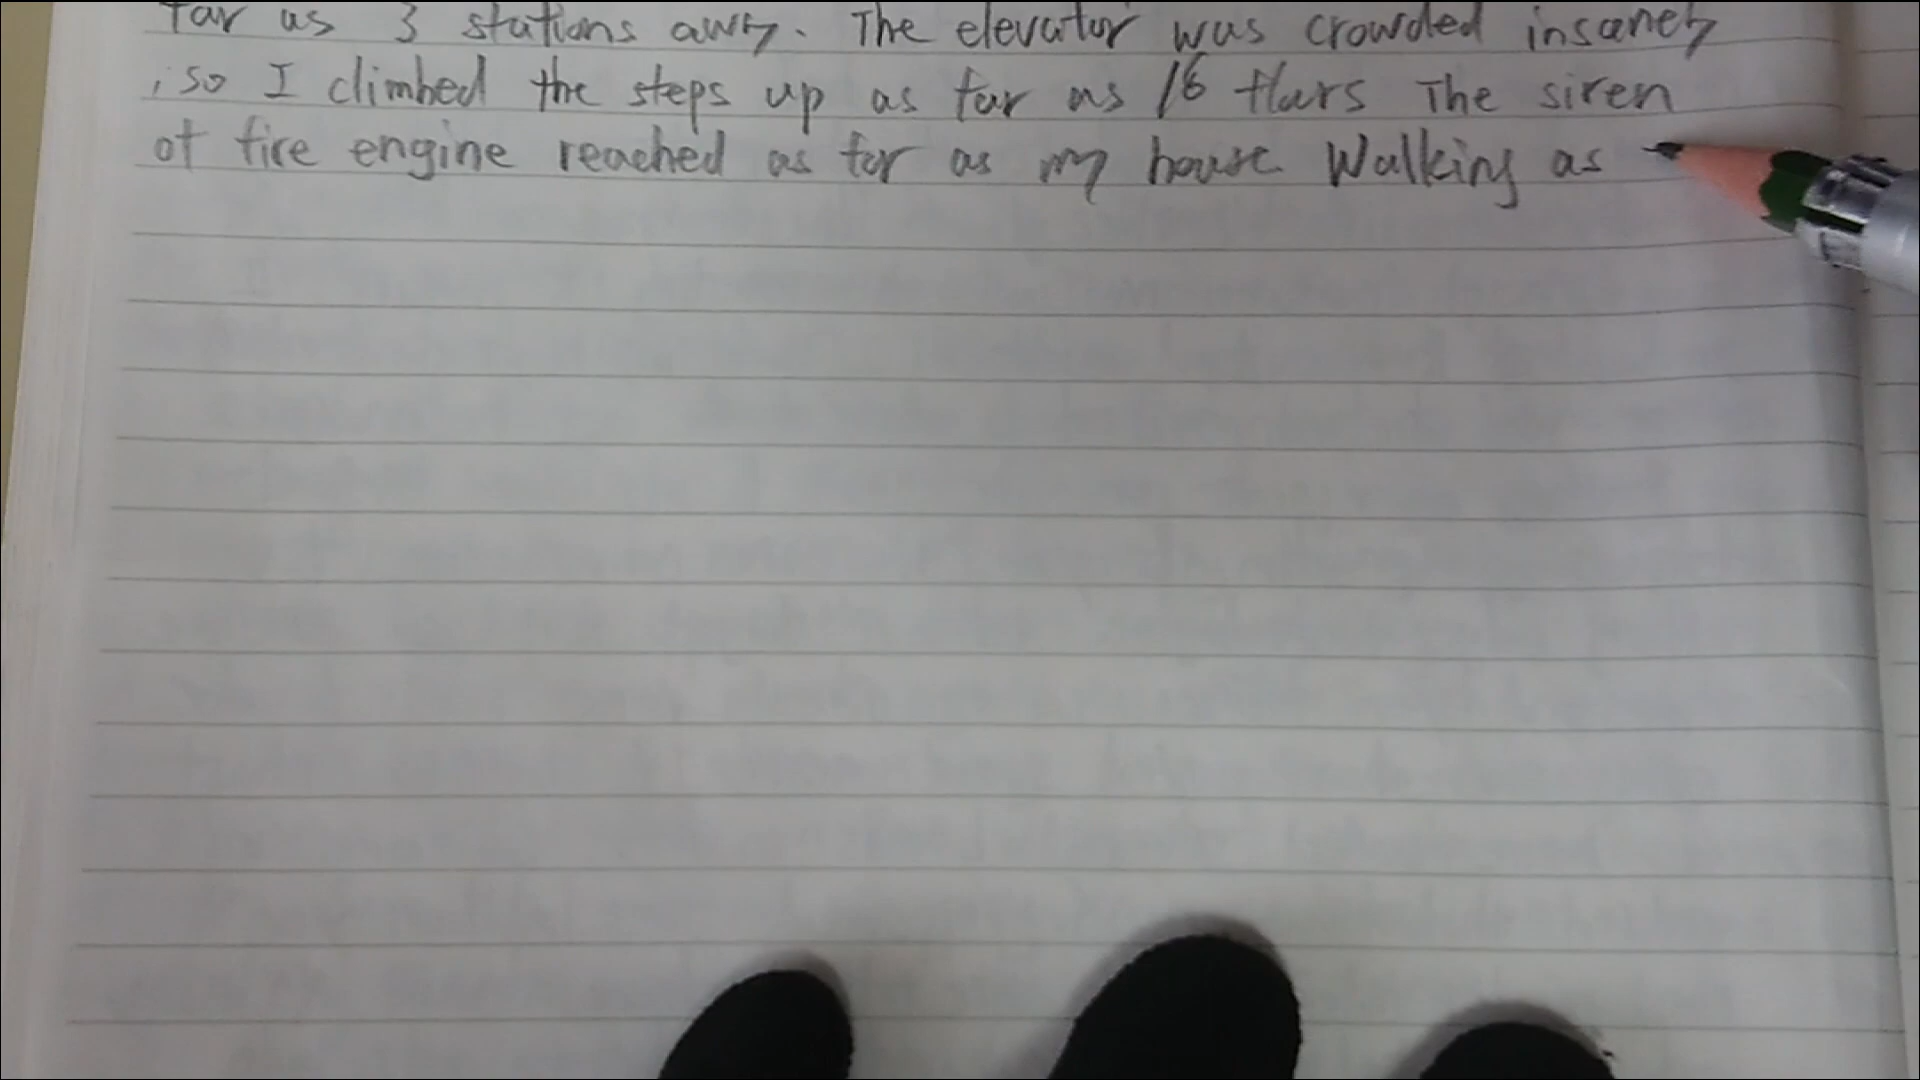 far as 3 stations away. The elevator was crowded insanely
, so I climbed the steps up as far as 16 floors The siren
of fire engine reached as far as my house. Walking as